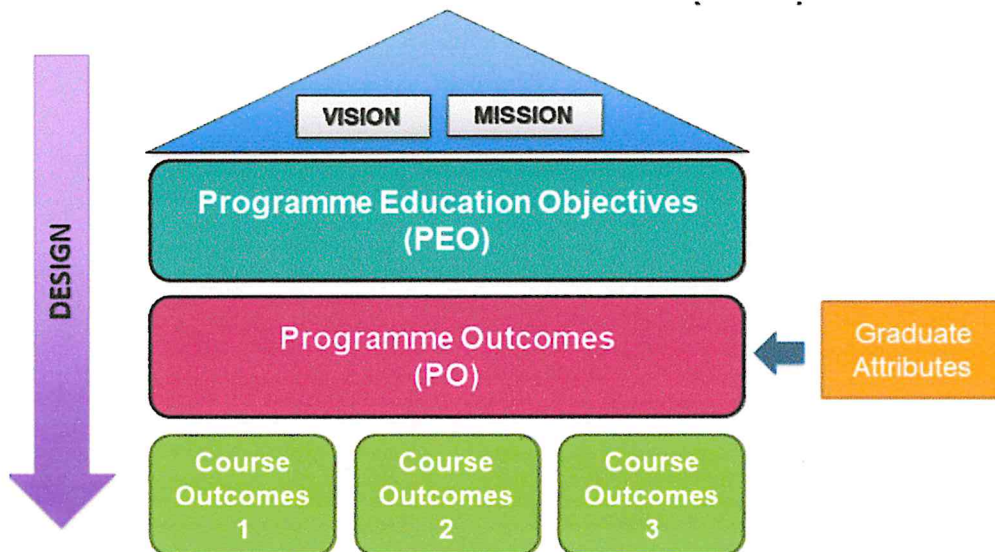 VISION
MISSION
Programme Education Objectives
(PEO)
DESIGN
Programme Outcomes
(PO)
Graduate
Attributes
Course
Outcomes
1
Course
Outcomes
2
Course
Outcomes
3